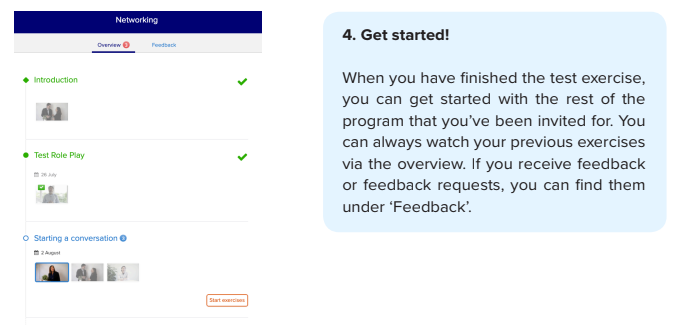 Networking
Overview 3
Feedback
Introduction
Test Role Play
26 July
Starting a conversation 3
2 August
Start exercises
4. Get started!
When you have finished the test exercise,
you can get started with the rest of the
program that you've been invited for. You
can always watch your previous exercises
via the overview. If you receive feedback
or feedback requests, you can find them
under ‘Feedback’.